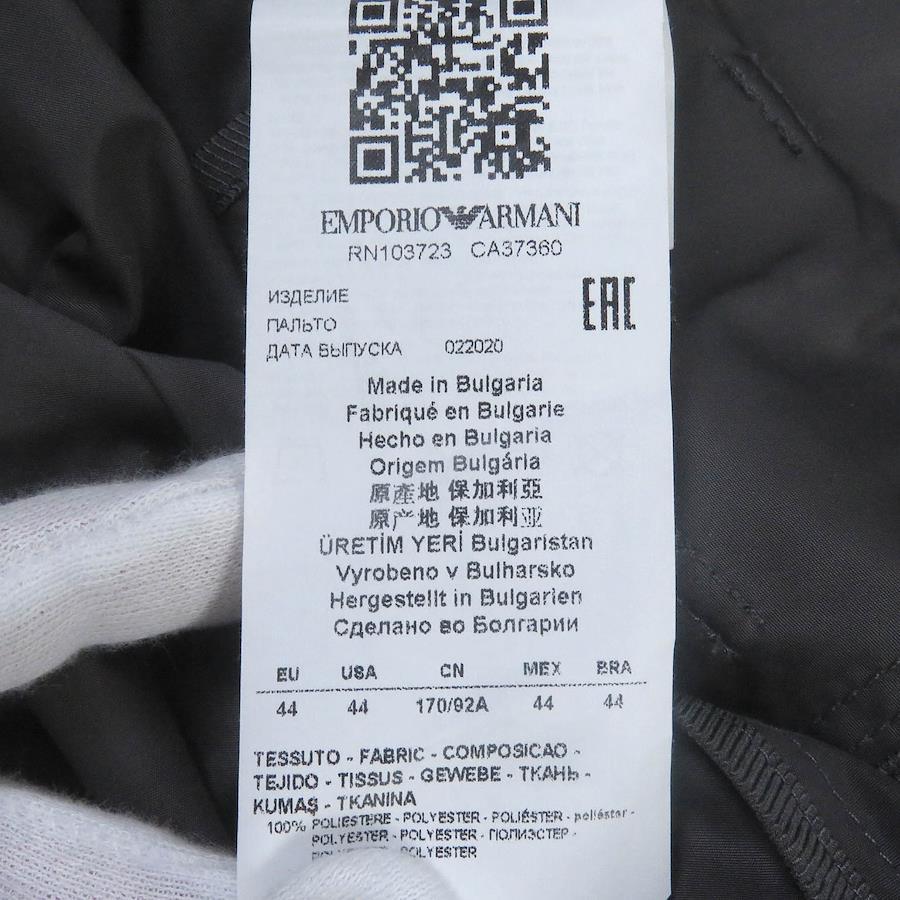 EMPORIO ARMANI
RN103723 CA37360
ИЗДЕЛИЕ
ПАЛЬТО
EAC
ДАТА ВЫПУСКА 022020
Made in Bulgaria
Fabriqué en Bulgarie
Hecho en Bulgaria
Origem Bulgária
原產地 保加利亞
原产地 保加利亚
ÜRETİM YERİ Bulgaristan
Vyrobeno v Bulharsko
Hergestellt in Bulgarien
Сделано во Болгарии
EU USA CN MEX BRA
44 44 170/92A 44 44
TESSUTO - FABRIC - COMPOSICAO -
TEJIDO - TISSUS - GEWEBE - ТКАНЬ -
KUMAŞ - TKANINA
100% POLIESTERE - POLYESTER - POLIÉSTER - poliéster -
POLYESTER - POLYESTER - ПОЛИЭСТЕР -
POLYESTER